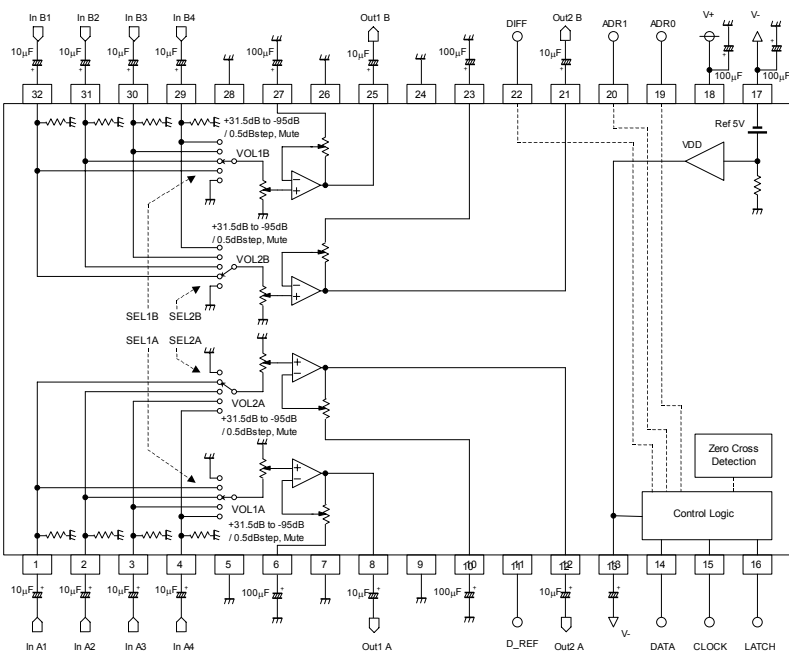 In B1 In B2 In B3 In B4 Out1 B DIFF Out2 B ADR1 ADR0 V+ V-
10μF 10μF 10μF 10μF 100μF 10μF 100μF 10μF 100μF 100μF
32 31 30 29 28 27 26 25 24 23 22 21 20 19 18 17
+31.5dB to -95dB
/ 0.5dBstep, Mute
VOL1B
Ref 5V
VDD
+31.5dB to -95dB
/ 0.5dBstep, Mute
VOL2B
SEL1B SEL2B
SEL1A SEL2A
VOL2A
+31.5dB to -95dB
/ 0.5dBstep, Mute
Zero Cross
Detection
VOL1A
+31.5dB to -95dB
/ 0.5dBstep, Mute
Control Logic
1 2 3 4 5 6 7 8 9 10 11 12 13 14 15 16
10μF 10μF 10μF 10μF 100μF 10μF 100μF 10μF
V-
In A1 In A2 In A3 In A4 Out1 A D_REF Out2 A DATA CLOCK LATCH